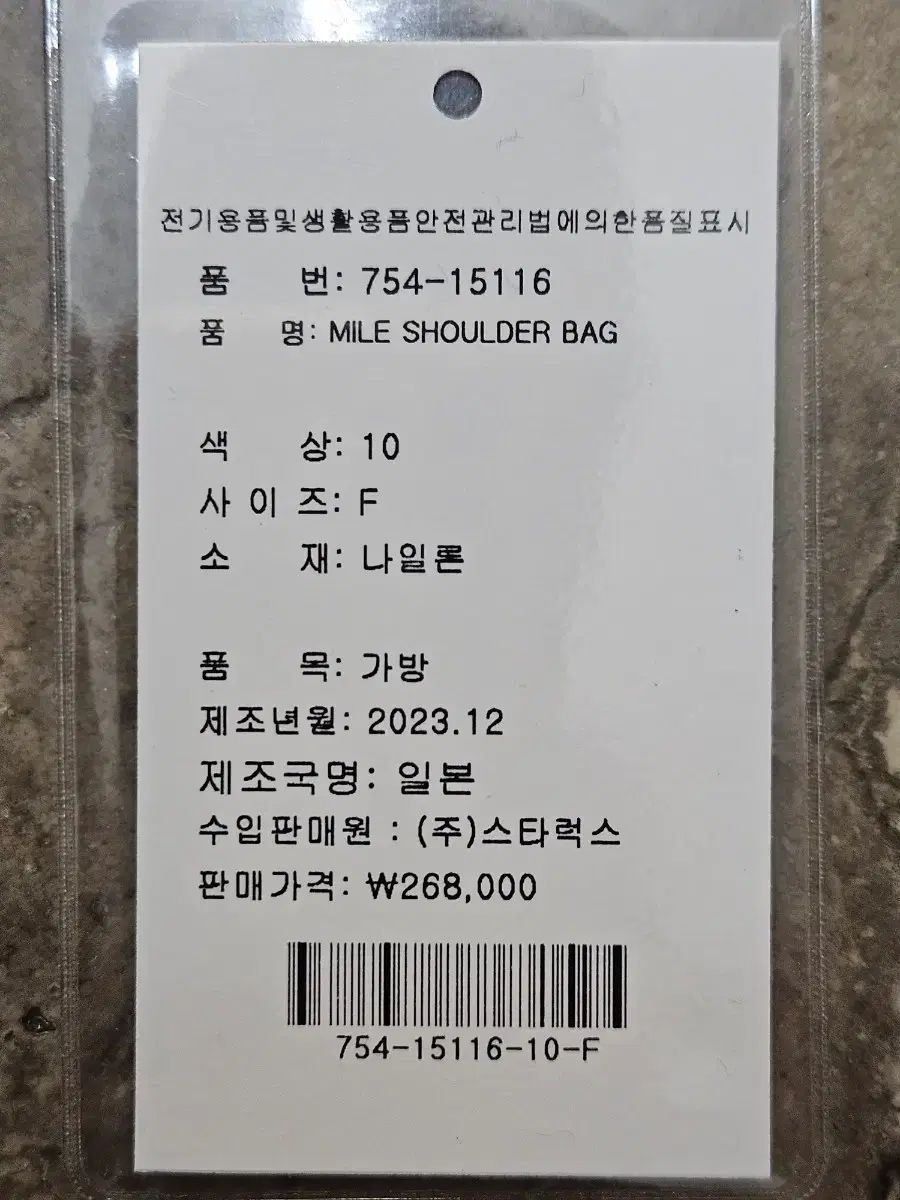 전기용품및생활용품안전관리법에의한품질표시
품 번: 754-15116
품 명: MILE SHOULDER BAG
색 상: 10
사 이 즈: F
소 재: 나일론
품 목: 가방
제조년월: 2023.12
제조국명: 일본
수입판매원 : (주)스타럭스
판매가격: ₩268,000
754-15116-10-F